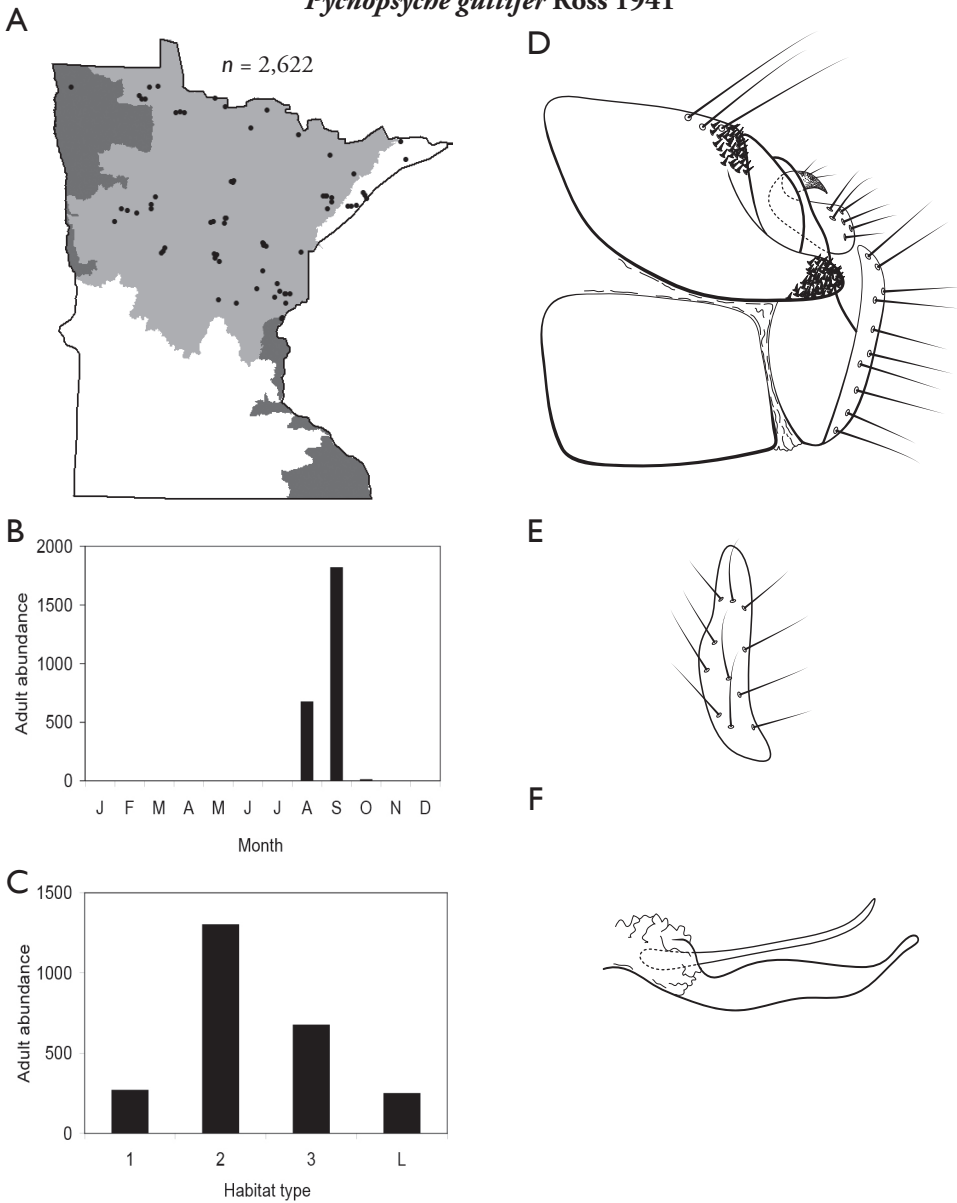 Pycnopsyche guttifer Ross 1941
A
n = 2,622
D
B
2000
1500
1000
500
0
Adult abundance
J F M A M J J A S O N D
Month
E
F
C
1500
1000
500
0
Adult abundance
1 2 3 L
Habitat type